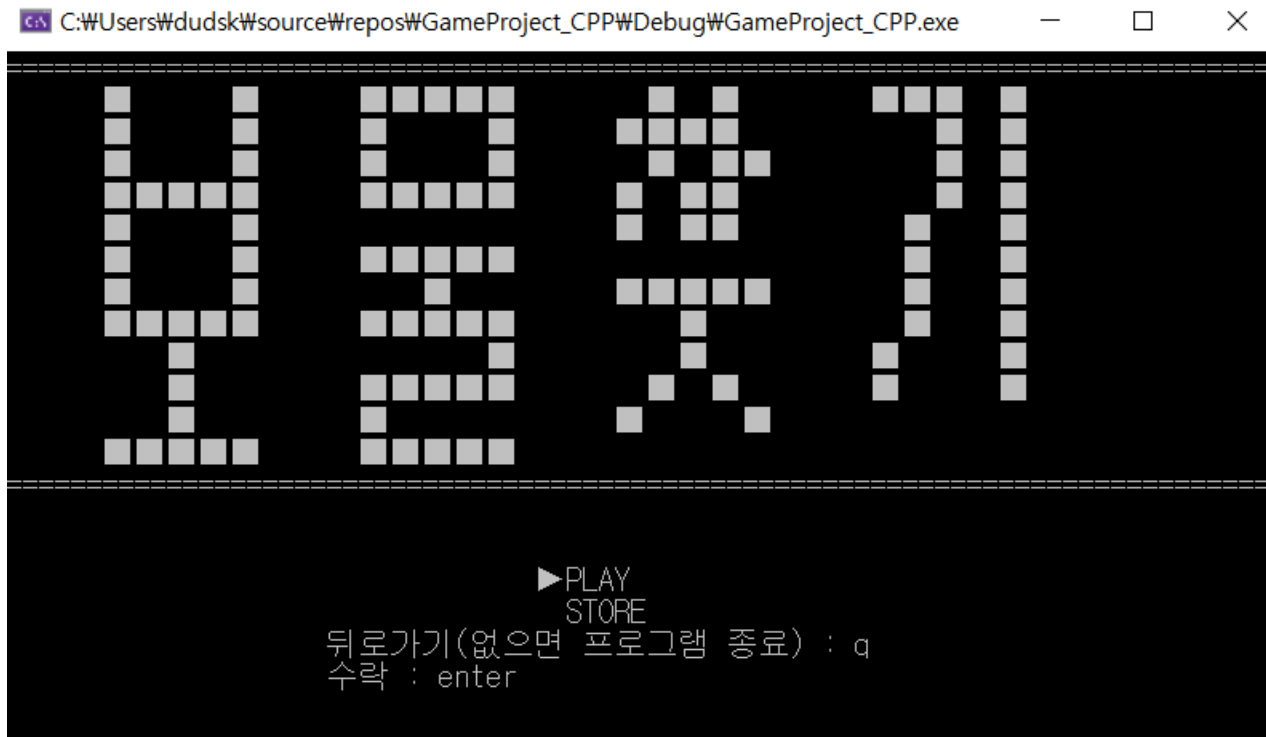 C:₩Users₩dudsk₩source₩repos₩GameProject_CPP₩Debug₩GameProject_CPP.exe
보물찾기
▶PLAY
STORE
뒤로가기(없으면 프로그램 종료) : q
수락 : enter